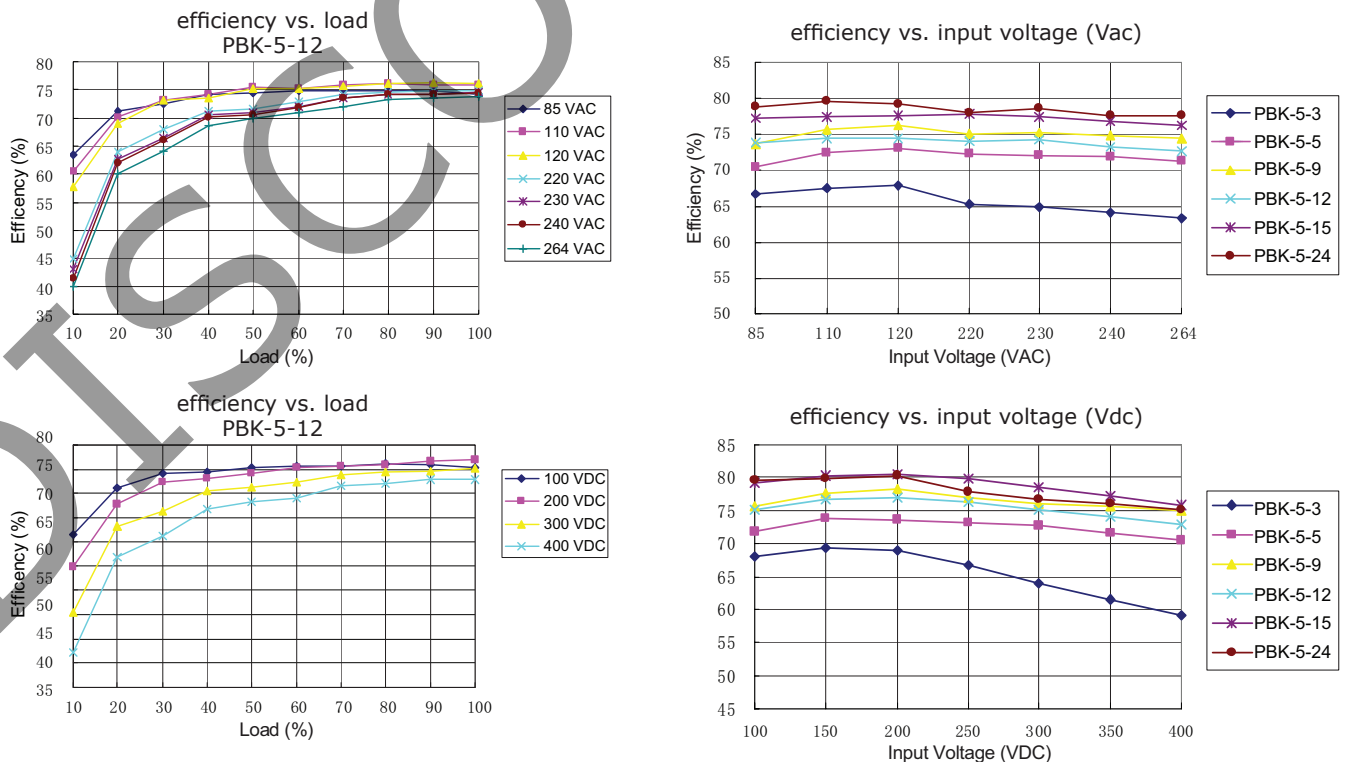 efficiency vs. load
PBK-5-12
80
75
70
65
60
55
50
45
40
35
Efficency (%)
10 20 30 40 50 60 70 80 90 100
Load (%)
85 VAC
110 VAC
120 VAC
220 VAC
230 VAC
240 VAC
264 VAC
efficiency vs. input voltage (Vac)
85
80
75
70
65
60
55
50
Efficiency (%)
85 110 120 220 230 240 264
Input Voltage (VAC)
PBK-5-3
PBK-5-5
PBK-5-9
PBK-5-12
PBK-5-15
PBK-5-24
efficiency vs. load
PBK-5-12
80
75
70
65
60
55
50
45
40
35
Efficency (%)
10 20 30 40 50 60 70 80 90 100
Load (%)
100 VDC
200 VDC
300 VDC
400 VDC
efficiency vs. input voltage (Vdc)
85
80
75
70
65
60
55
50
45
Efficiency (%)
100 150 200 250 300 350 400
Input Voltage (VDC)
PBK-5-3
PBK-5-5
PBK-5-9
PBK-5-12
PBK-5-15
PBK-5-24
DISCO